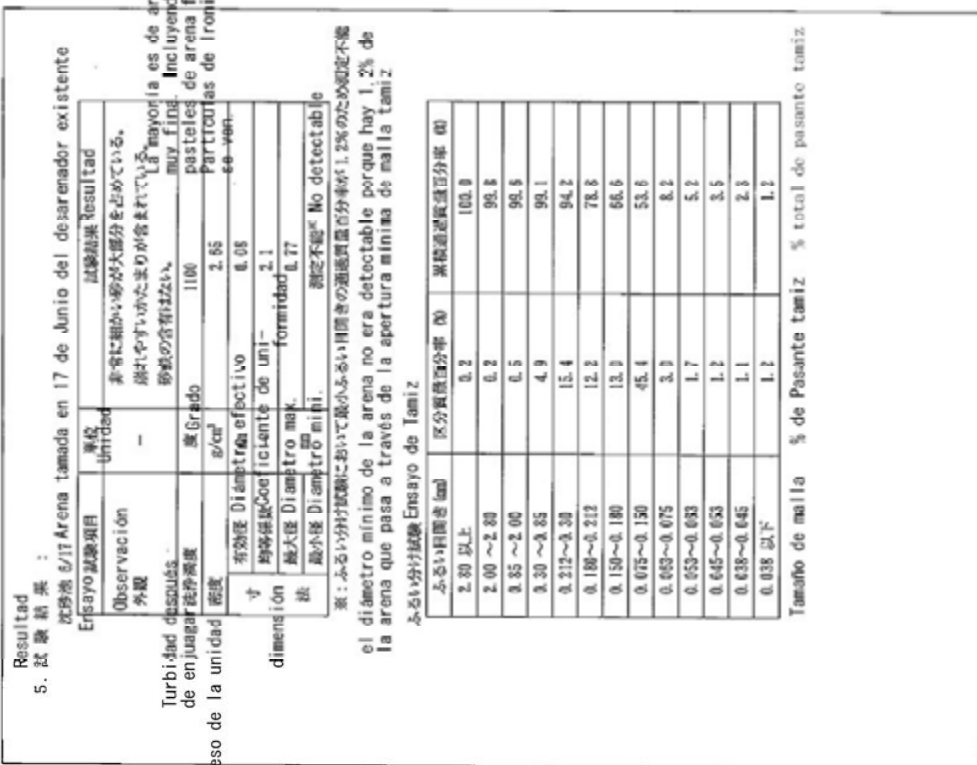 Resultad
5. 試験結果 :
沈砂池 6/17 Arena tamada en 17 de Junio del desarenador existente
Ensayo 試験項目 単位 Unidad 試験結果 Resultad
Observación 外観 — 非常に細かい砂が大部分を占めている。
崩れやすいかたまりが含まれている。
砂鉄の含有はない。
La mayoría es de ar
muy fina. Incluyend
pasteles de arena f
Partículas de Ironi
se ven.
Turbidad después
de enjuagar 洗浄濁度 度 Grado 1100
eso de la unidad 密度 g/cm³ 2.65
dimensión 寸法
有効径 Diámetro efectivo 0.08
均等係数 Coeficiente de uni-
formidad 2.1
最大径 Diametro max. 0.77
最小径 Diametro mini. 測定不能※ No detectable
※：ふるい分け試験において最小ふるい目開きの通過質量百分率が1.2%のため測定不能
el diámetro mínimo de la arena no era detectable porque hay 1.2% de
la arena que pasa a través de la apertura mínima de malla tamiz
ふるい分け試験 Ensayo de Tamiz
ふるい目開き (mm) 区分質量百分率 (%) 累積通過質量百分率 (%)
2.80 以上 100.0
2.00～2.80 0.2 99.8
0.85～2.00 0.2 99.6
0.30～0.85 0.5 99.1
0.212～0.30 4.9 94.2
0.180～0.212 15.4 78.8
0.150～0.180 12.2 66.6
0.075～0.150 13.0 53.6
0.063～0.075 45.4 8.2
0.053～0.063 3.0 5.2
0.045～0.053 1.7 3.5
0.038～0.045 1.2 2.3
0.038 以下 1.1 1.2
1.2
Tamaño de malla % de Pasante tamiz % total de pasante tamiz